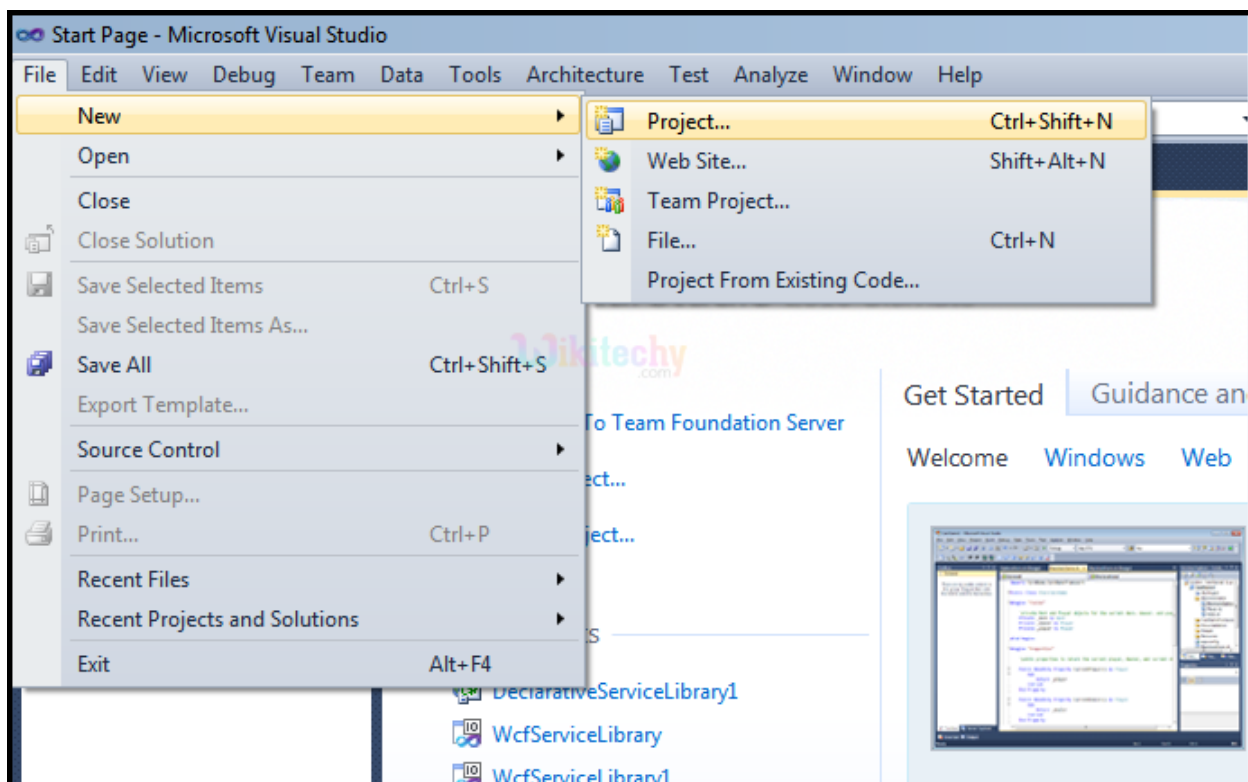 Start Page - Microsoft Visual Studio
File Edit View Debug Team Data Tools Architecture Test Analyze Window Help
New
Open
Close
Close Solution
Save Selected Items Ctrl+S
Save Selected Items As...
Save All Ctrl+Shift+S
Export Template...
Source Control
Page Setup...
Print... Ctrl+P
Recent Files
Recent Projects and Solutions
Exit Alt+F4
Project... Ctrl+Shift+N
Web Site... Shift+Alt+N
Team Project...
File... Ctrl+N
Project From Existing Code...
Wikitechy
.com
To Team Foundation Server
ect...
ject...
ts
DeclarativeServiceLibrary1
WcfServiceLibrary
WcfServiceLibrary1
Get Started Guidance an
Welcome Windows Web